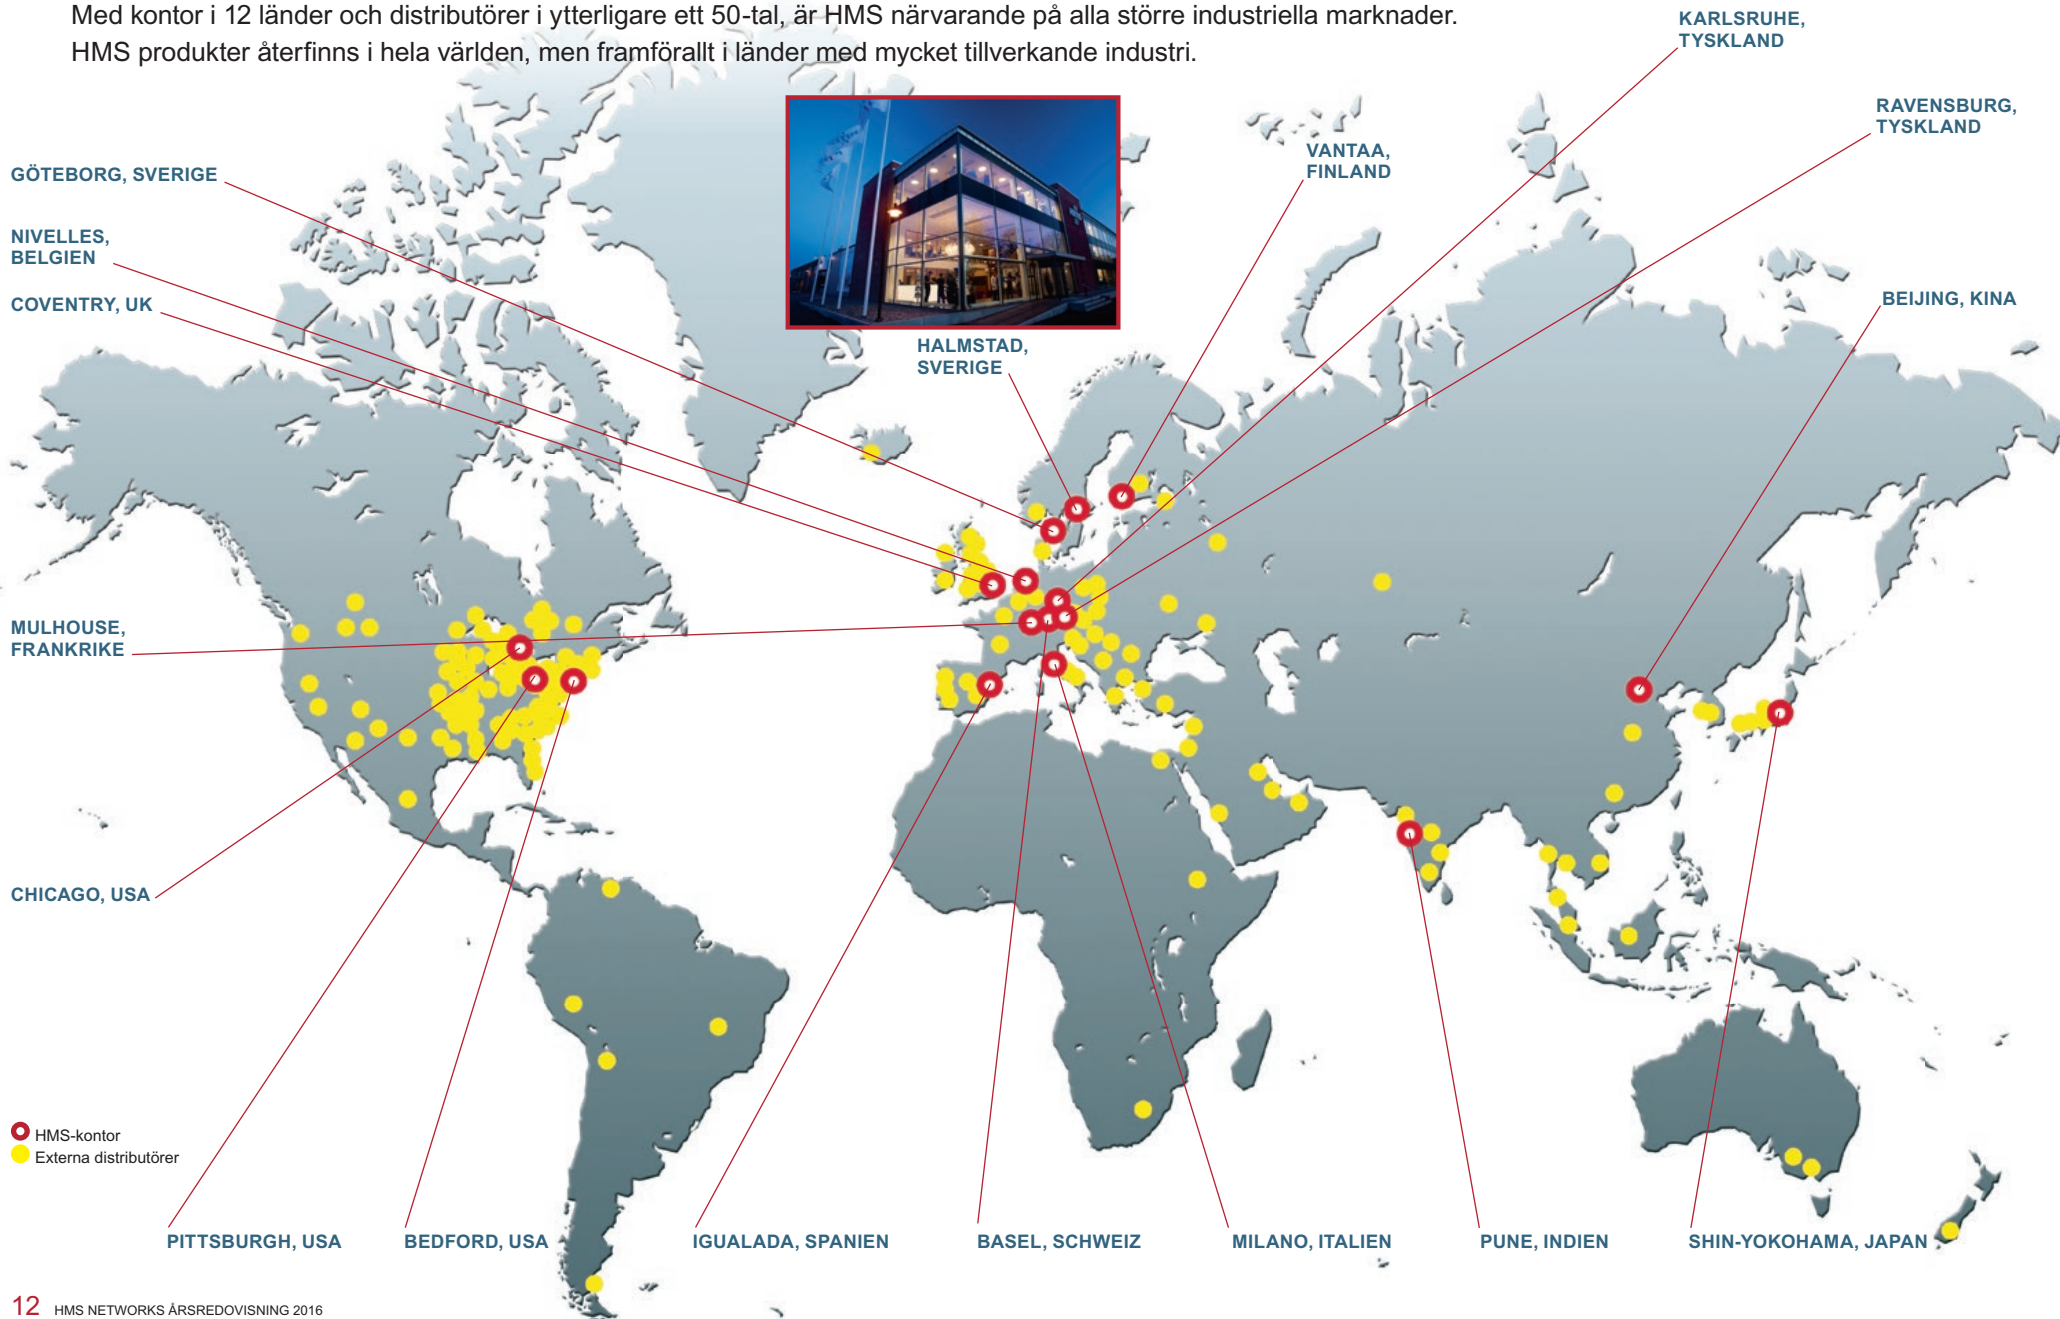 Med kontor i 12 länder och distributörer i ytterligare ett 50-tal, är HMS närvarande på alla större industriella marknader.
HMS produkter återfinns i hela världen, men framförallt i länder med mycket tillverkande industri.
KARLSRUHE,
TYSKLAND
RAVENSBURG,
TYSKLAND
VANTAA,
FINLAND
GÖTEBORG, SVERIGE
NIVELLES,
BELGIEN
COVENTRY, UK
BEIJING, KINA
HALMSTAD,
SVERIGE
MULHOUSE,
FRANKRIKE
CHICAGO, USA
HMS-kontor
Externa distributörer
PITTSBURGH, USA
BEDFORD, USA
IGUALADA, SPANIEN
BASEL, SCHWEIZ
MILANO, ITALIEN
PUNE, INDIEN
SHIN-YOKOHAMA, JAPAN
12 HMS NETWORKS ÅRSREDOVISNING 2016